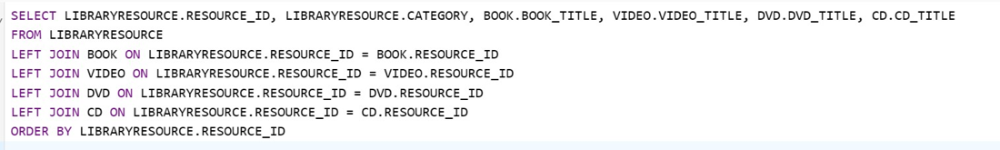 SELECT LIBRARYRESOURCE.RESOURCE_ID, LIBRARYRESOURCE.CATEGORY, BOOK.BOOK_TITLE, VIDEO.VIDEO_TITLE, DVD.DVD_TITLE, CD.CD_TITLE
FROM LIBRARYRESOURCE
LEFT JOIN BOOK ON LIBRARYRESOURCE.RESOURCE_ID = BOOK.RESOURCE_ID
LEFT JOIN VIDEO ON LIBRARYRESOURCE.RESOURCE_ID = VIDEO.RESOURCE_ID
LEFT JOIN DVD ON LIBRARYRESOURCE.RESOURCE_ID = DVD.RESOURCE_ID
LEFT JOIN CD ON LIBRARYRESOURCE.RESOURCE_ID = CD.RESOURCE_ID
ORDER BY LIBRARYRESOURCE.RESOURCE_ID